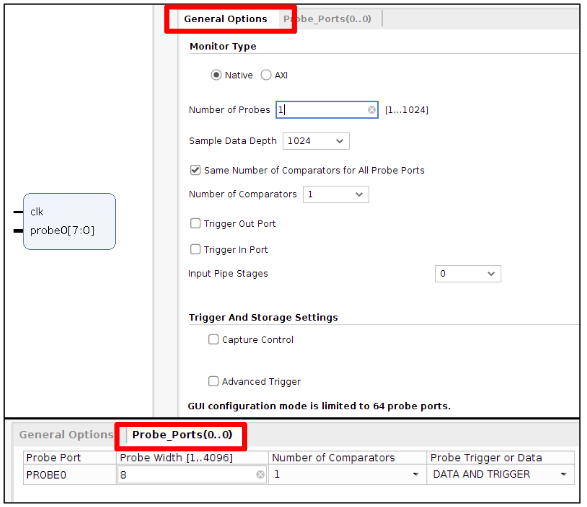 General Options
Probe_Ports(0..0)
Monitor Type
Native
AXI
Number of Probes
1
[1...1024]
Sample Data Depth
1024
Same Number of Comparators for All Probe Ports
Number of Comparators
1
clk
probe0[7:0]
Trigger Out Port
Trigger In Port
Input Pipe Stages
0
Trigger And Storage Settings
Capture Control
Advanced Trigger
GUI configuration mode is limited to 64 probe ports.
General Options
Probe_Ports(0..0)
Probe Port
Probe Width [1..4096]
Number of Comparators
Probe Trigger or Data
PROBE0
8
1
DATA AND TRIGGER